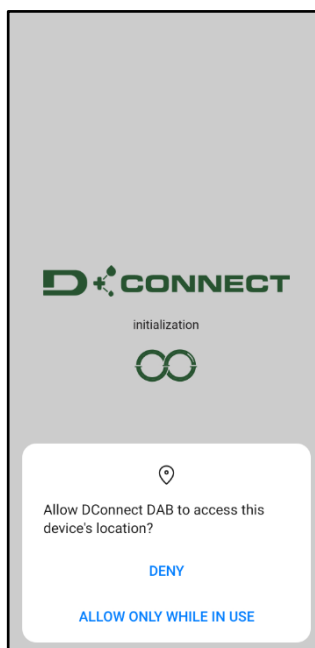 D CONNECT
initialization
Allow DConnect DAB to access this
device's location?
DENY
ALLOW ONLY WHILE IN USE